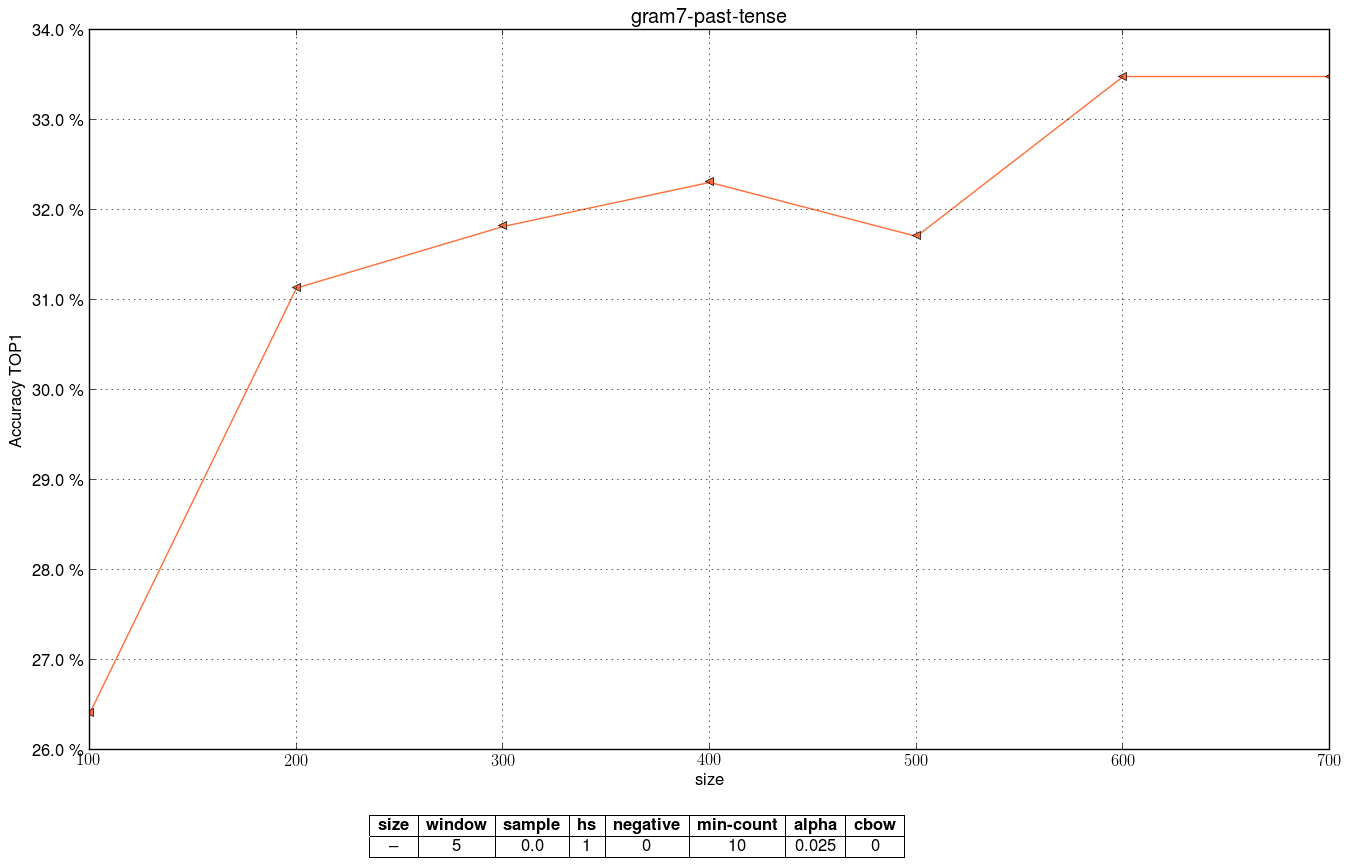 gram7-past-tense
34.0 %
33.0 %
32.0 %
31.0 %
30.0 %
29.0 %
28.0 %
27.0 %
26.0 %
Accuracy TOP1
100 200 300 400 500 600 700
size
size window sample hs negative min-count alpha cbow
– 5 0.0 1 0 10 0.025 0